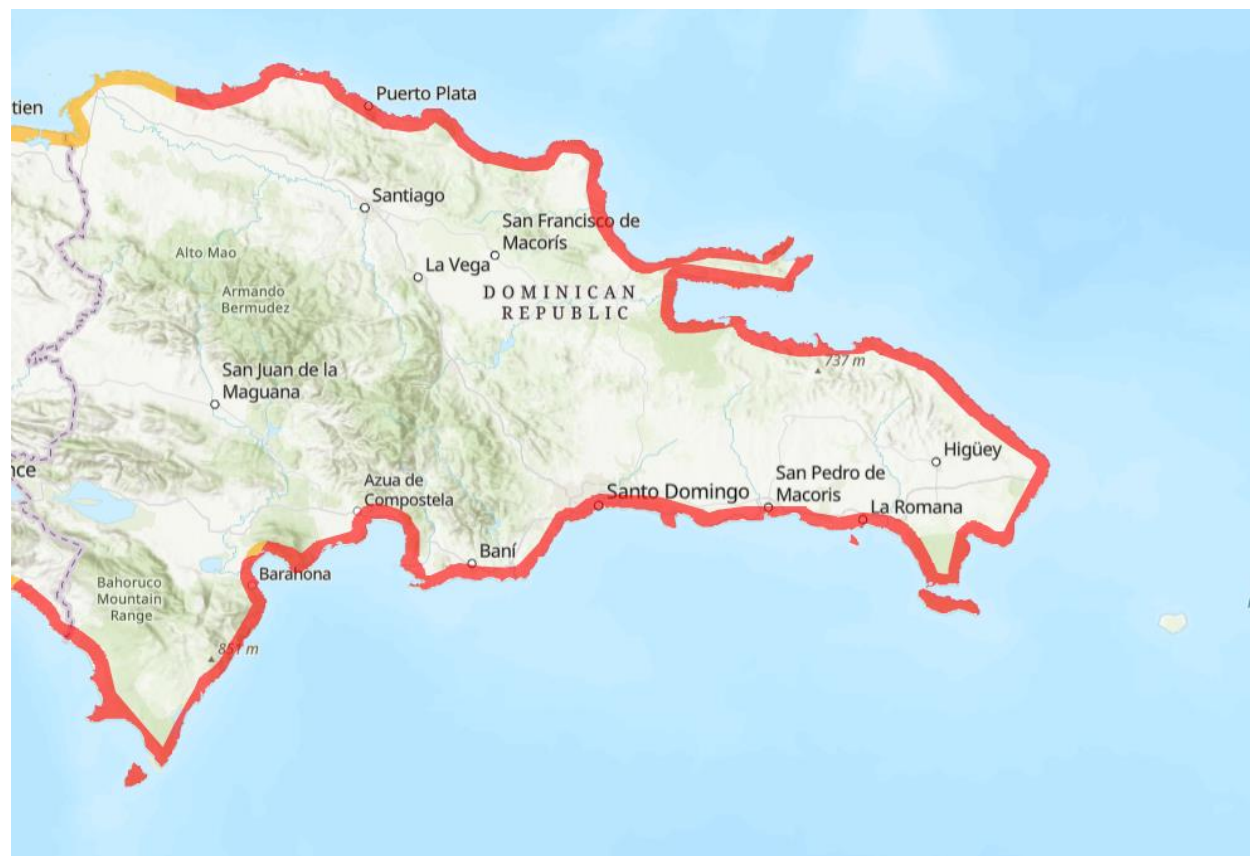 tien
Puerto Plata
Santiago
San Francisco de
Macorís
Alto Mao
La Vega
Armando
Bermudez
DOMINICAN
REPUBLIC
737 m
San Juan de la
Maguana
Higüey
nce
Azua de
Compostela
Santo Domingo
San Pedro de
Macoris
La Romana
Baní
Barahona
Bahoruco
Mountain
Range
851 m